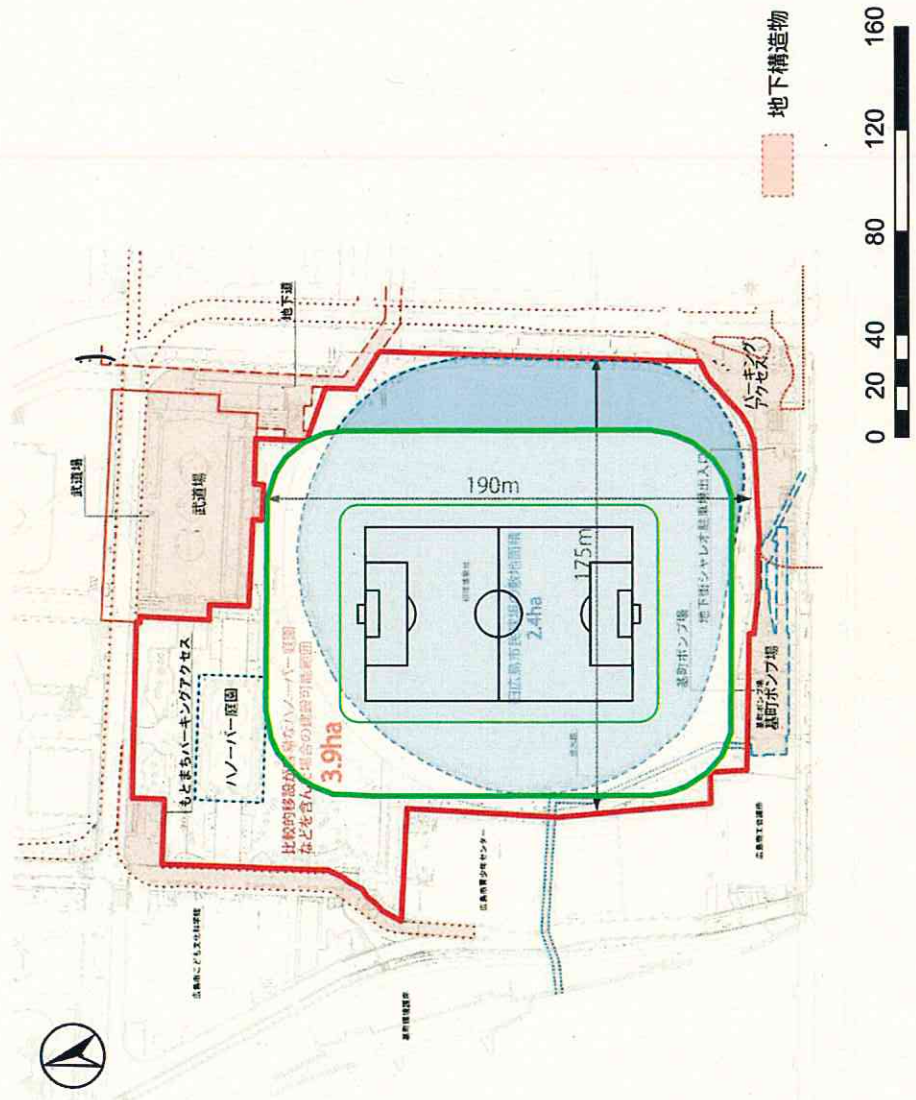 武道場
地下道
武道場
もとまちパーキングアクセス
ハノーバー庭園
広島市こども文化科学館
比較的移設が
なハノーバー庭園
などを含んだ場合の建設可能範囲
3.9ha
190m
175m
旧広島市民球場
敷地面積
2.4ha
広島市青少年センター
基町ポンプ場
地下街シャレオ駐車場出入口
パーキング
アクセス
基町ポンプ場
広島商工会議所
地下構造物
0
20
40
80
120
160